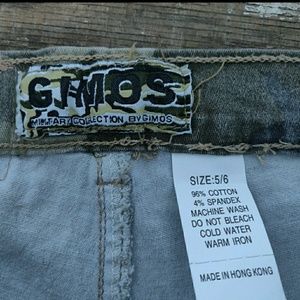 GIMOS
MILITARY COLLECTION BY GIMOS
SIZE:5/6
96% COTTON
4% SPANDEX
MACHINE WASH
DO NOT BLEACH
COLD WATER
WARM IRON
MADE IN HONG KONG